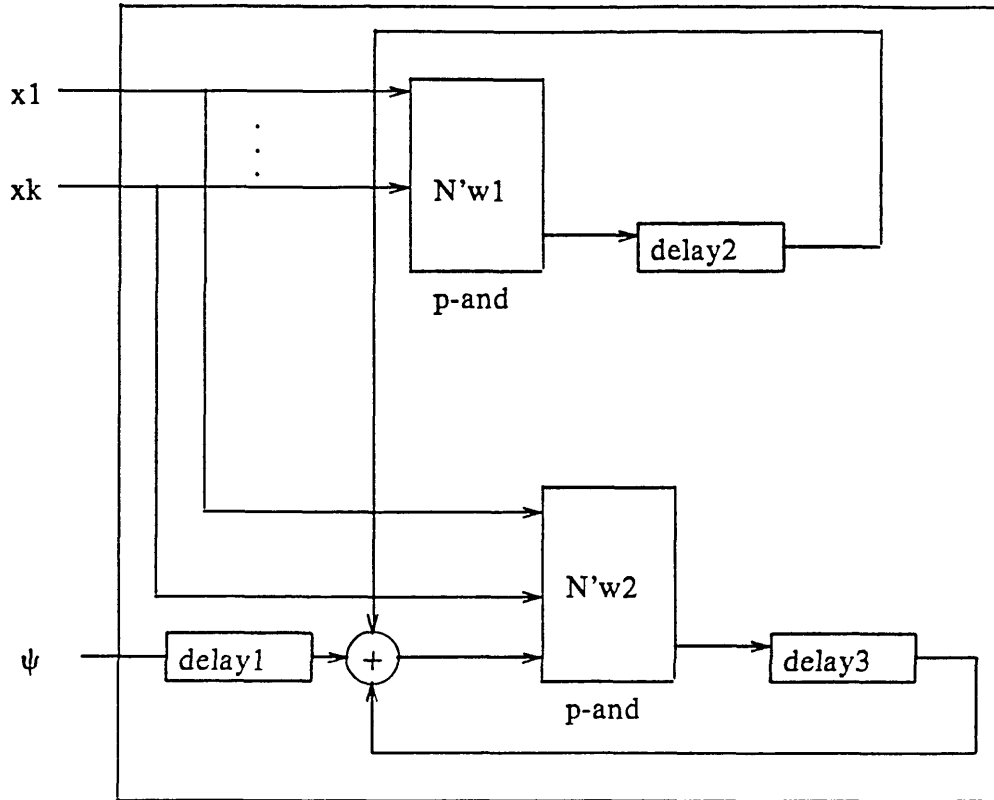 x1
xk
N'w1
delay2
p-and
N'w2
ψ
delay1
+
delay3
p-and